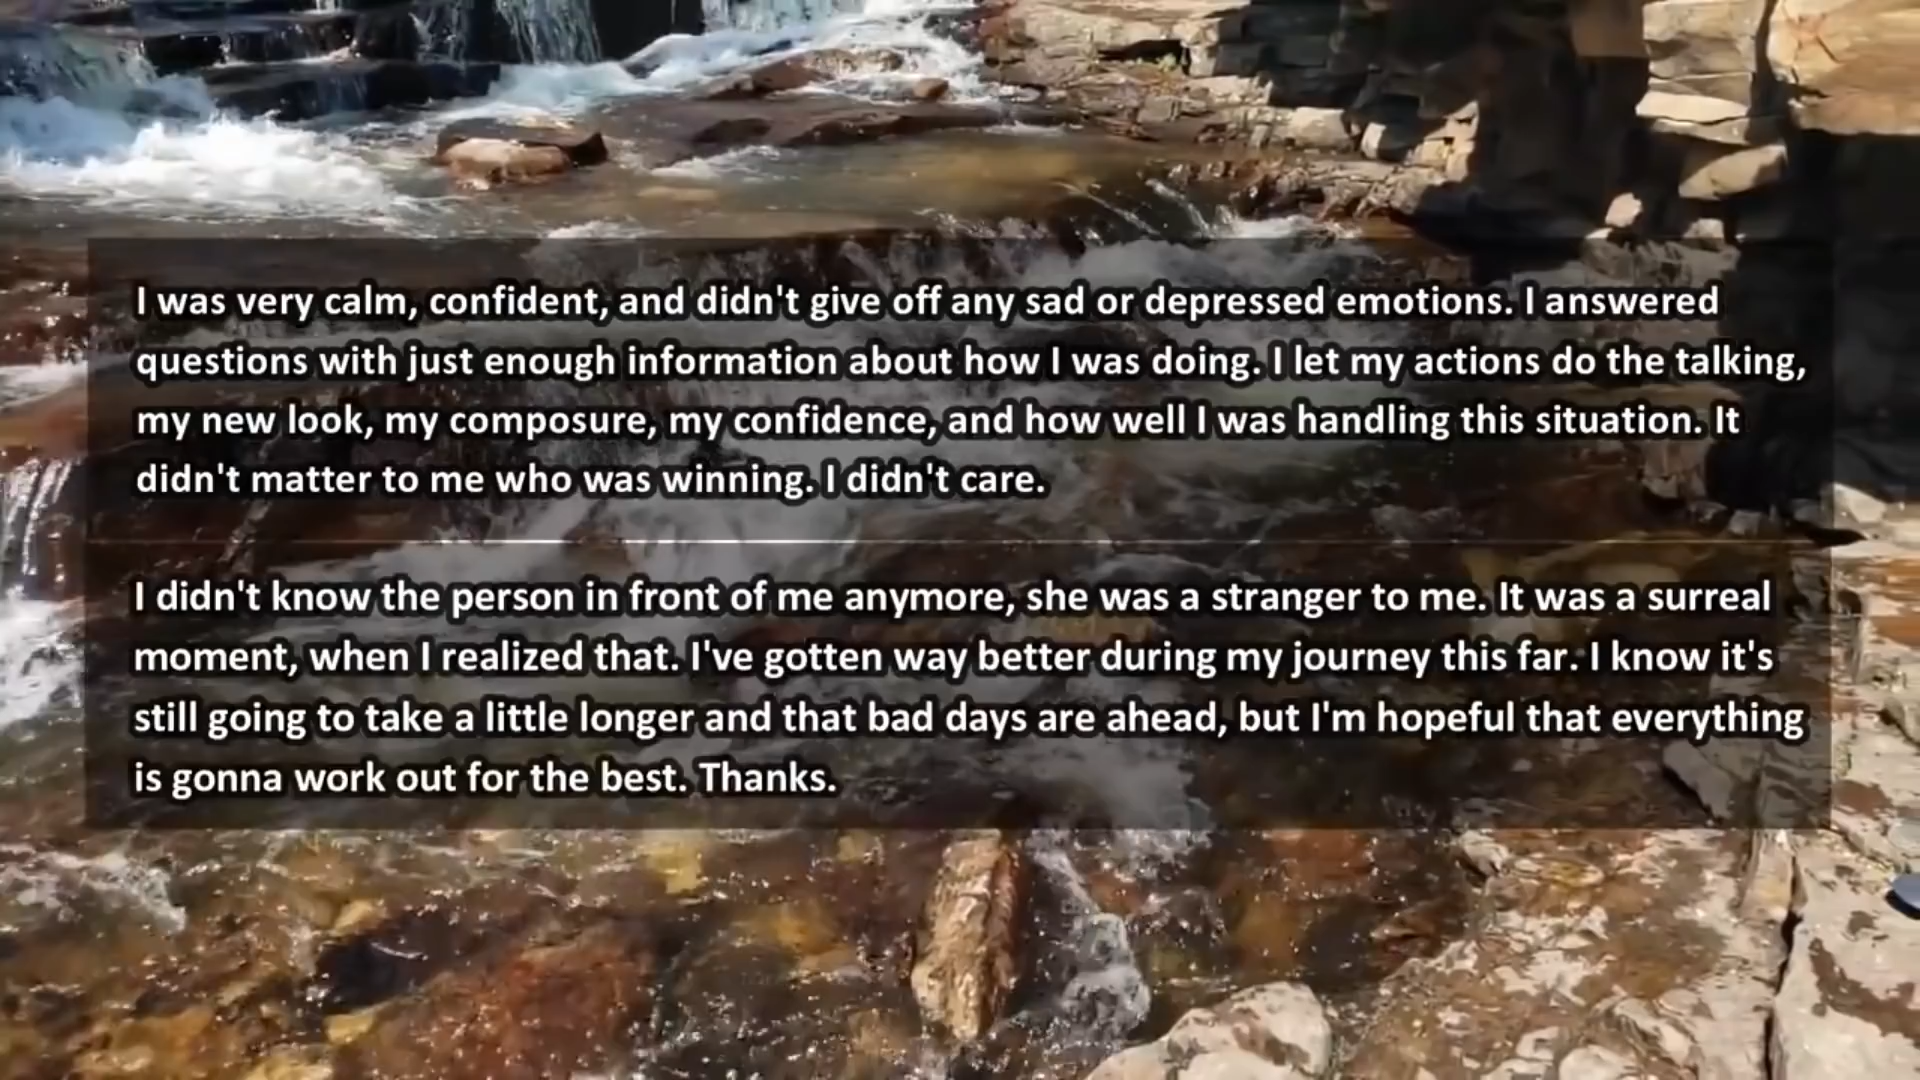 I was very calm, confident, and didn't give off any sad or depressed emotions. I answered
questions with just enough information about how I was doing. I let my actions do the talking,
my new look, my composure, my confidence, and how well I was handling this situation. It
didn't matter to me who was winning. I didn't care.
I didn't know the person in front of me anymore, she was a stranger to me. It was a surreal
moment, when I realized that. I've gotten way better during my journey this far. I know it's
still going to take a little longer and that bad days are ahead, but I'm hopeful that everything
is gonna work out for the best. Thanks.